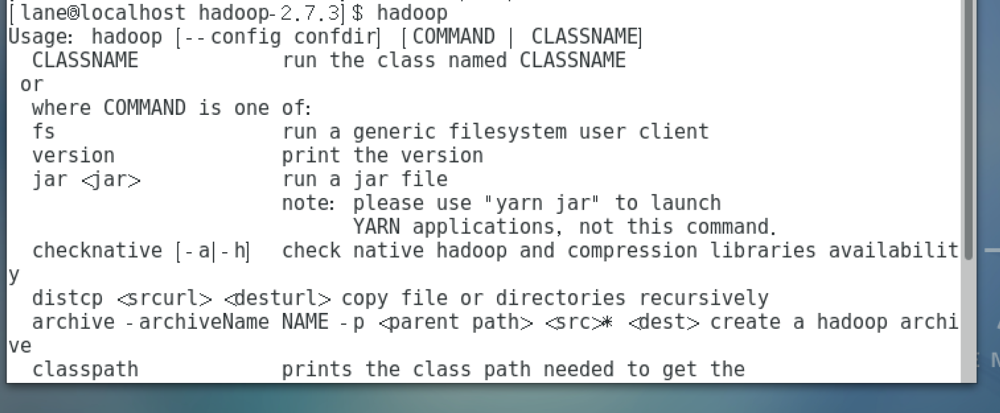 [lane@localhost hadoop-2.7.3]$ hadoop
Usage: hadoop [--config confdir] [COMMAND | CLASSNAME]
  CLASSNAME            run the class named CLASSNAME
 or
  where COMMAND is one of:
  fs                   run a generic filesystem user client
  version              print the version
  jar <jar>            run a jar file
                       note: please use "yarn jar" to launch
                             YARN applications, not this command.
  checknative [-a|-h]  check native hadoop and compression libraries availabilit
y
  distcp <srcurl> <desturl> copy file or directories recursively
  archive -archiveName NAME -p <parent path> <src>* <dest> create a hadoop archi
ve
  classpath            prints the class path needed to get the